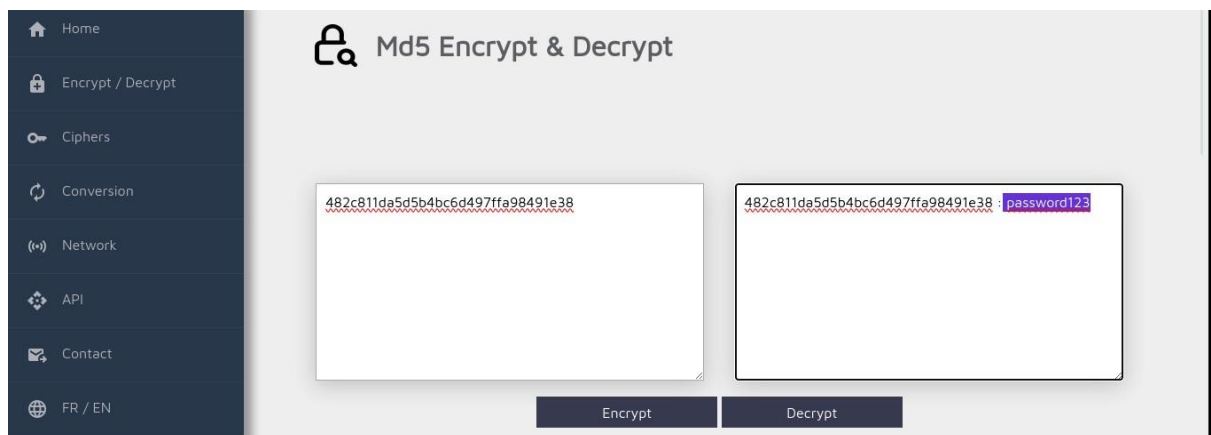 Home
Encrypt / Decrypt
Ciphers
Conversion
Network
API
Contact
FR / EN
Md5 Encrypt & Decrypt
482c811da5d5b4bc6d497ffa98491e38
482c811da5d5b4bc6d497ffa98491e38 : password123
Encrypt
Decrypt